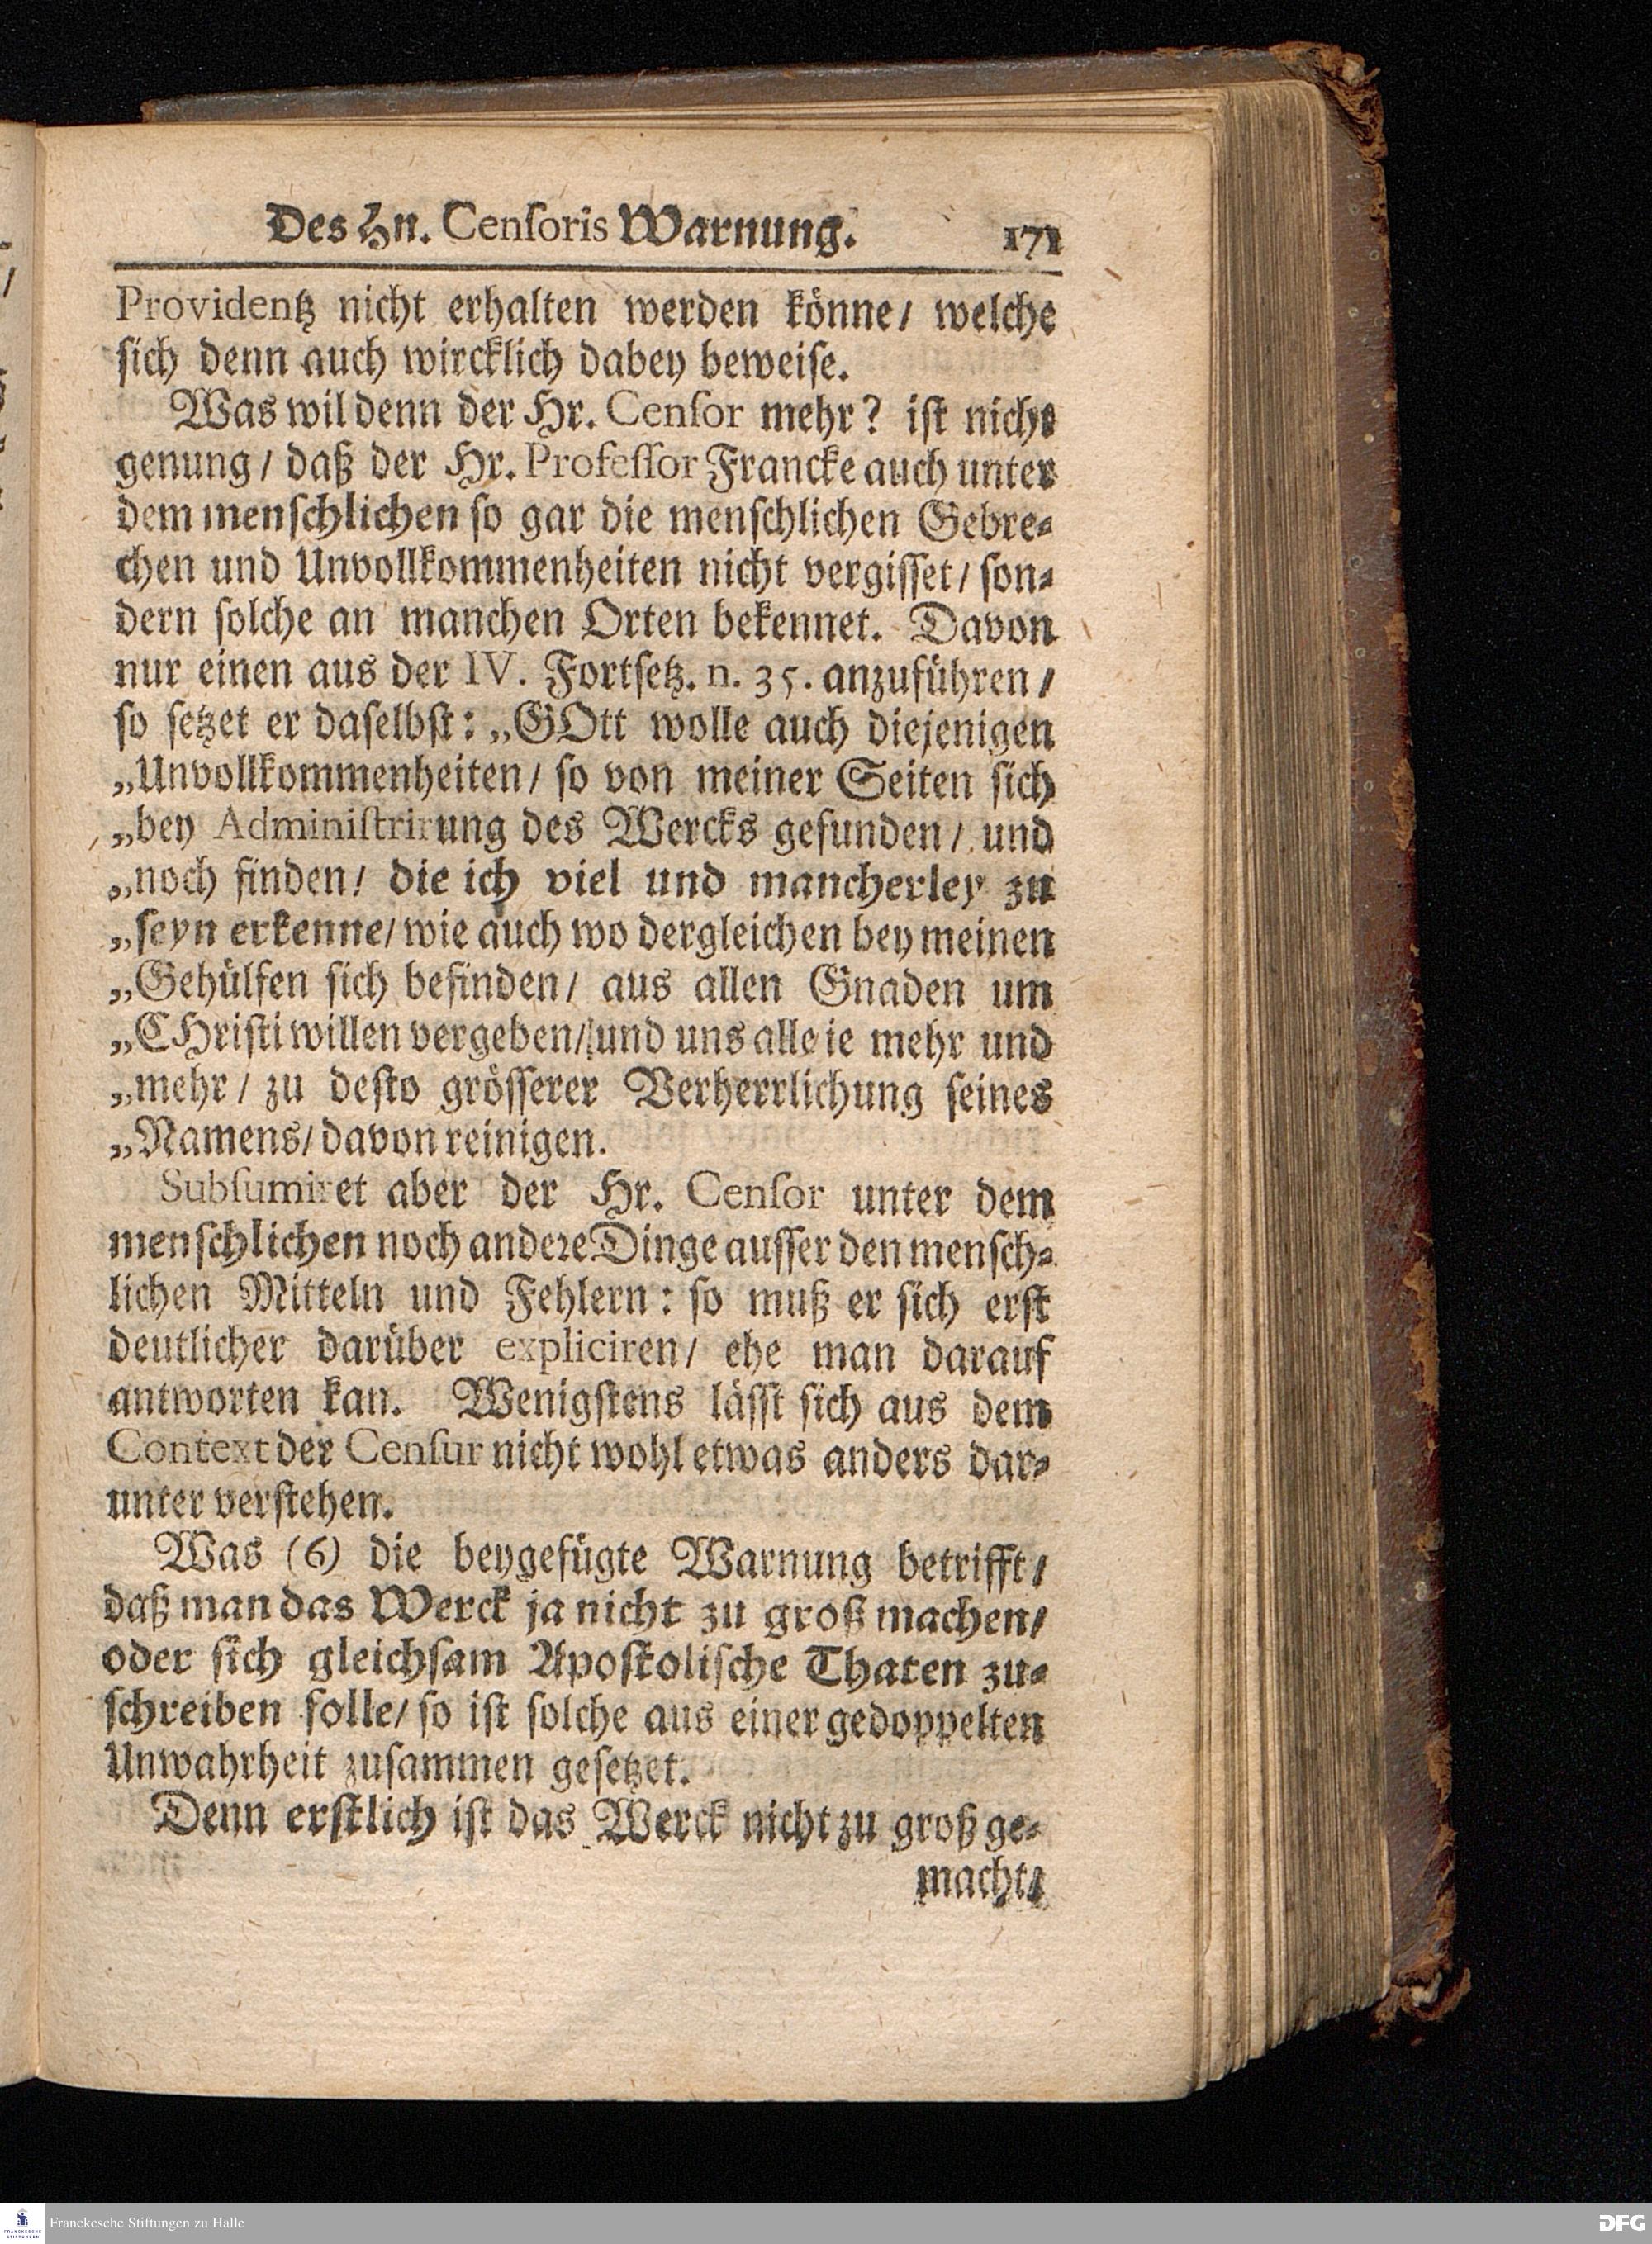 Des Hn. Censoris Warnung. 171
Providentz nicht erhalten werden könne/ welche
sich denn auch wircklich dabey beweise.
Was wil denn der Hr. Censor mehr? ist nicht
genung/ daß der Hr. Professor Francke auch unter
dem menschlichen so gar die menschlichen Gebre-
chen und Unvollkommenheiten nicht vergisset/ son-
dern solche an manchen Orten bekennet. Davon
nur einen aus der IV. Fortsetz. n. 35. anzuführen/
so setzet er daselbst: „GOtt wolle auch diejenigen
„Unvollkommenheiten/ so von meiner Seiten sich
„bey Administrirung des Wercks gefunden/ und
„noch finden/ die ich viel und mancherley zu
„seyn erkenne/ wie auch wo dergleichen bey meinen
„Gehülfen sich befinden/ aus allen Gnaden um
„CHristi willen vergeben/ und uns alle ie mehr und
„mehr/ zu desto grösserer Verherrlichung seines
„Namens/ davon reinigen.
Subsumiret aber der Hr. Censor unter dem
menschlichen noch andere Dinge ausser den mensch-
lichen Mitteln und Fehlern: so muß er sich erst
deutlicher darüber expliciren/ ehe man darauf
antworten kan. Wenigstens lässt sich aus dem
Context der Censur nicht wohl etwas anders dar-
unter verstehen.
Was (6) die beygefügte Warnung betrifft/
daß man das Werck ja nicht zu groß machen/
oder sich gleichsam Apostolische Thaten zu-
schreiben solle/ so ist solche aus einer gedoppelten
Unwahrheit zusammen gesetzet.
Denn erstlich ist das Werck nicht zu groß ge-
macht/
FRANCKESCHE
STIFTUNGEN
Franckesche Stiftungen zu Halle
DFG